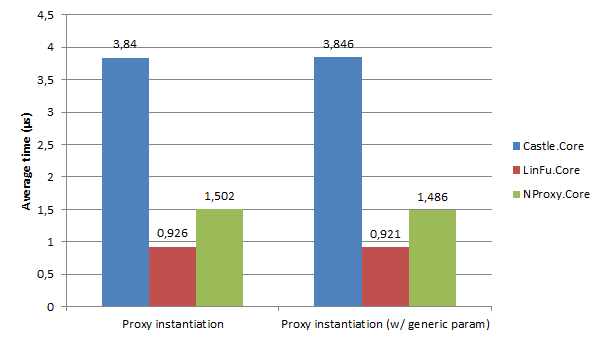 4,5
4
3,5
3
2,5
2
1,5
1
0,5
0
Average time (µs)
3,84
0,926
1,502
3,846
0,921
1,486
Proxy instantiation
Proxy instantiation (w/ generic param)
Castle.Core
LinFu.Core
NProxy.Core